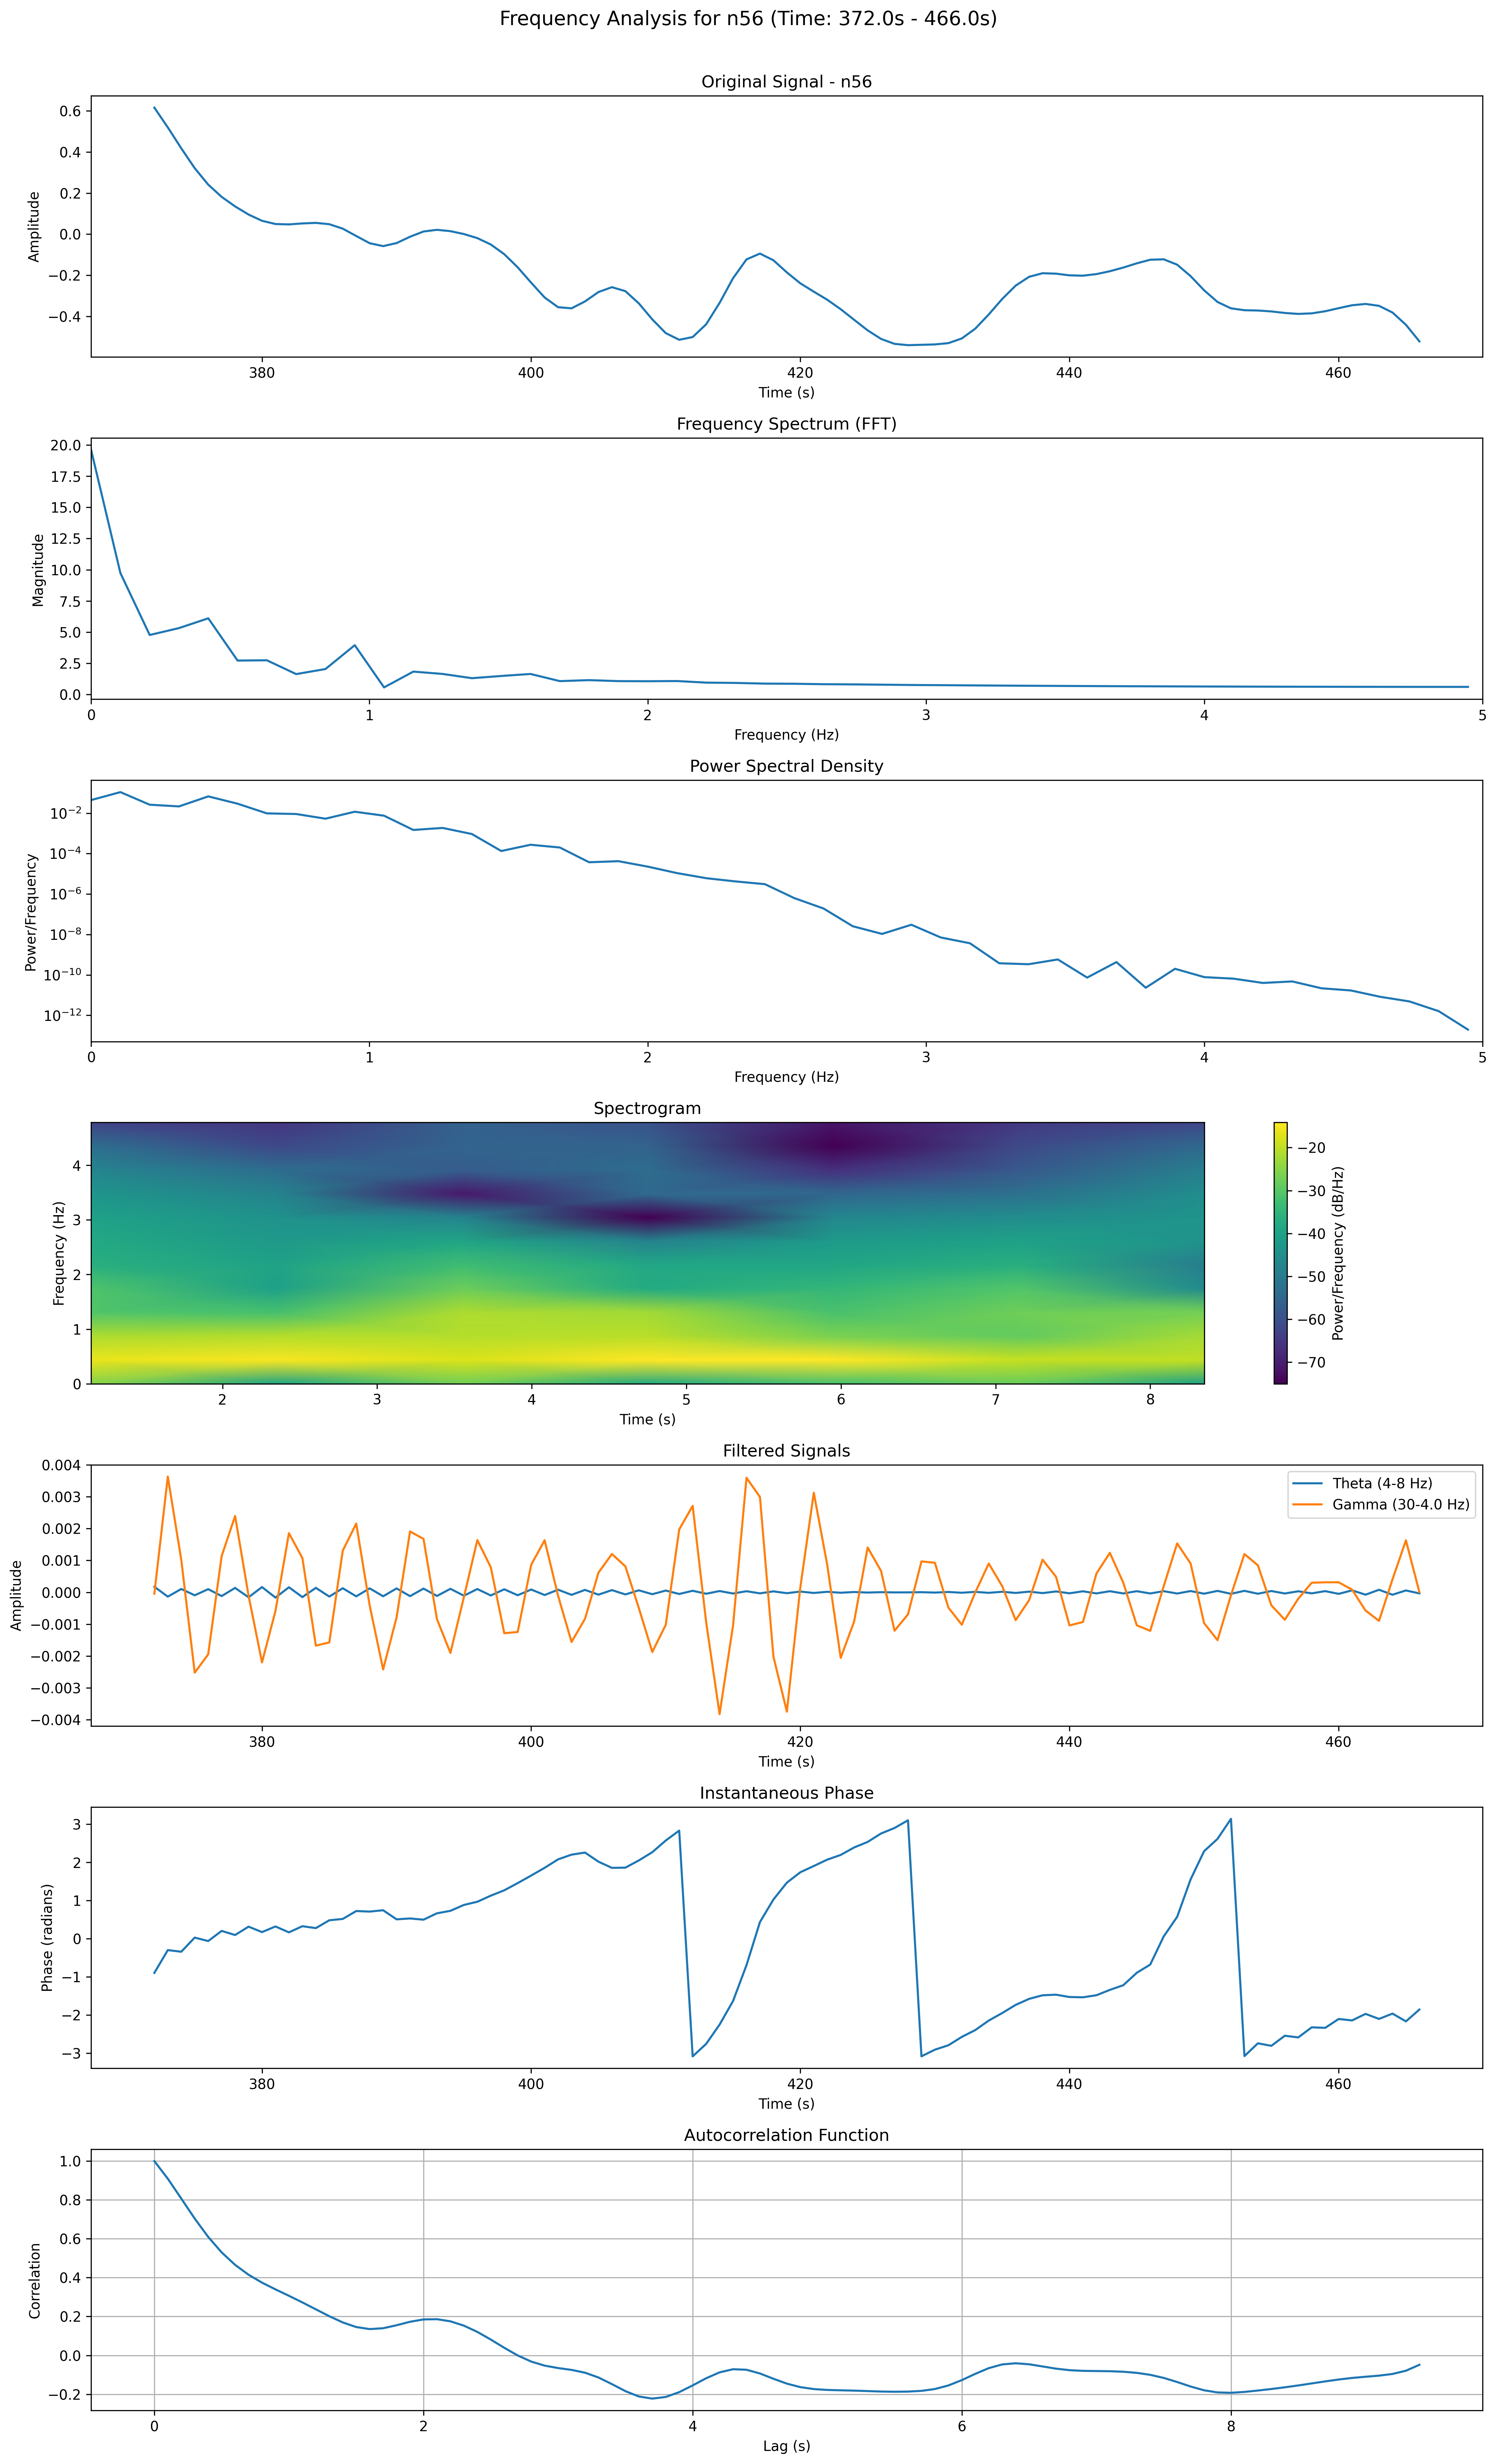 Frequency Analysis for n56 (Time: 372.0s - 466.0s)
Original Signal - n56
0.6
0.4
0.2
0.0
−0.2
−0.4
Amplitude
380 400 420 440 460
Time (s)
Frequency Spectrum (FFT)
20.0
17.5
15.0
12.5
10.0
7.5
5.0
2.5
0.0
Magnitude
0 1 2 3 4 5
Frequency (Hz)
Power Spectral Density
10−2
10−4
10−6
10−8
10−10
10−12
Power/Frequency
0 1 2 3 4 5
Frequency (Hz)
Spectrogram
4
3
2
1
0
Frequency (Hz)
2 3 4 5 6 7 8
Time (s)
−20
−30
−40
−50
−60
−70
Power/Frequency (dB/Hz)
Filtered Signals
0.004
0.003
0.002
0.001
0.000
−0.001
−0.002
−0.003
−0.004
Amplitude
Theta (4-8 Hz)
Gamma (30-4.0 Hz)
380 400 420 440 460
Time (s)
Instantaneous Phase
3
2
1
0
−1
−2
−3
Phase (radians)
380 400 420 440 460
Time (s)
Autocorrelation Function
1.0
0.8
0.6
0.4
0.2
0.0
−0.2
Correlation
0 2 4 6 8
Lag (s)